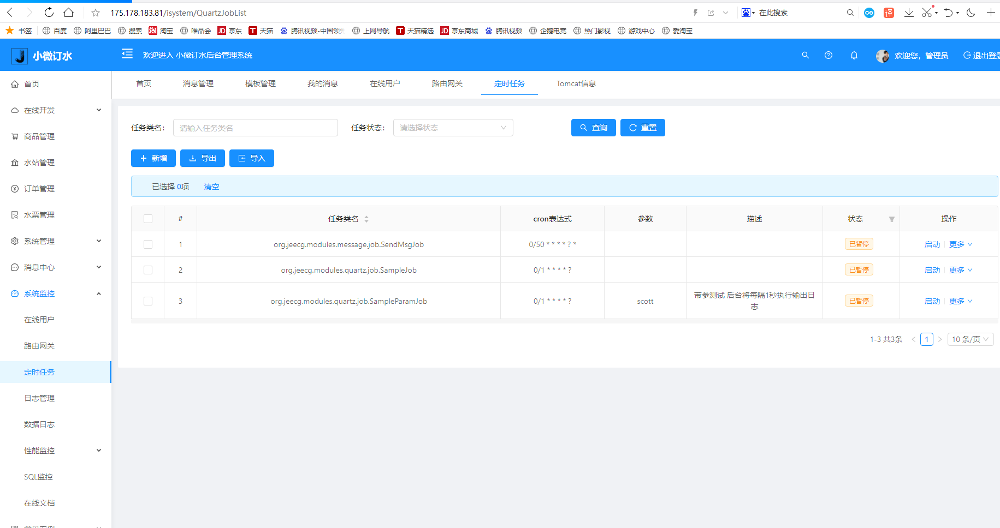 175.178.183.81/isystem/QuartzJobList
在此搜索
译
书签 百度 阿里巴巴 搜索 淘 淘宝 唯品会 JD 京东 T 天猫 腾讯视频-中国领先 上网导航 T 天猫精选 JD 京东商城 腾讯视频 企鹅电竞 热门影视 游戏中心 爱淘宝
小微订水
欢迎进入 小微订水后台管理系统
欢迎您，管理员
退出登录
首页
在线开发
商品管理
水站管理
订单管理
水票管理
系统管理
消息中心
系统监控
在线用户
路由网关
定时任务
日志管理
数据日志
性能监控
SQL监控
在线文档
常见案例
首页 消息管理 模板管理 我的消息 在线用户 路由网关 定时任务 Tomcat信息
任务类名： 请输入任务类名 任务状态： 请选择状态 查询 重置
新增 导出 导入
已选择 0项 清空
# 任务类名 cron表达式 参数 描述 状态 操作
1 org.jeecg.modules.message.job.SendMsgJob 0/50 * * * * ? * 已暂停 启动 更多
2 org.jeecg.modules.quartz.job.SampleJob 0/1 * * * * ? 已暂停 启动 更多
3 org.jeecg.modules.quartz.job.SampleParamJob 0/1 * * * * ? scott 带参测试 后台将每隔1秒执行输出日志 已暂停 启动 更多
1-3 共3条 1 10 条/页